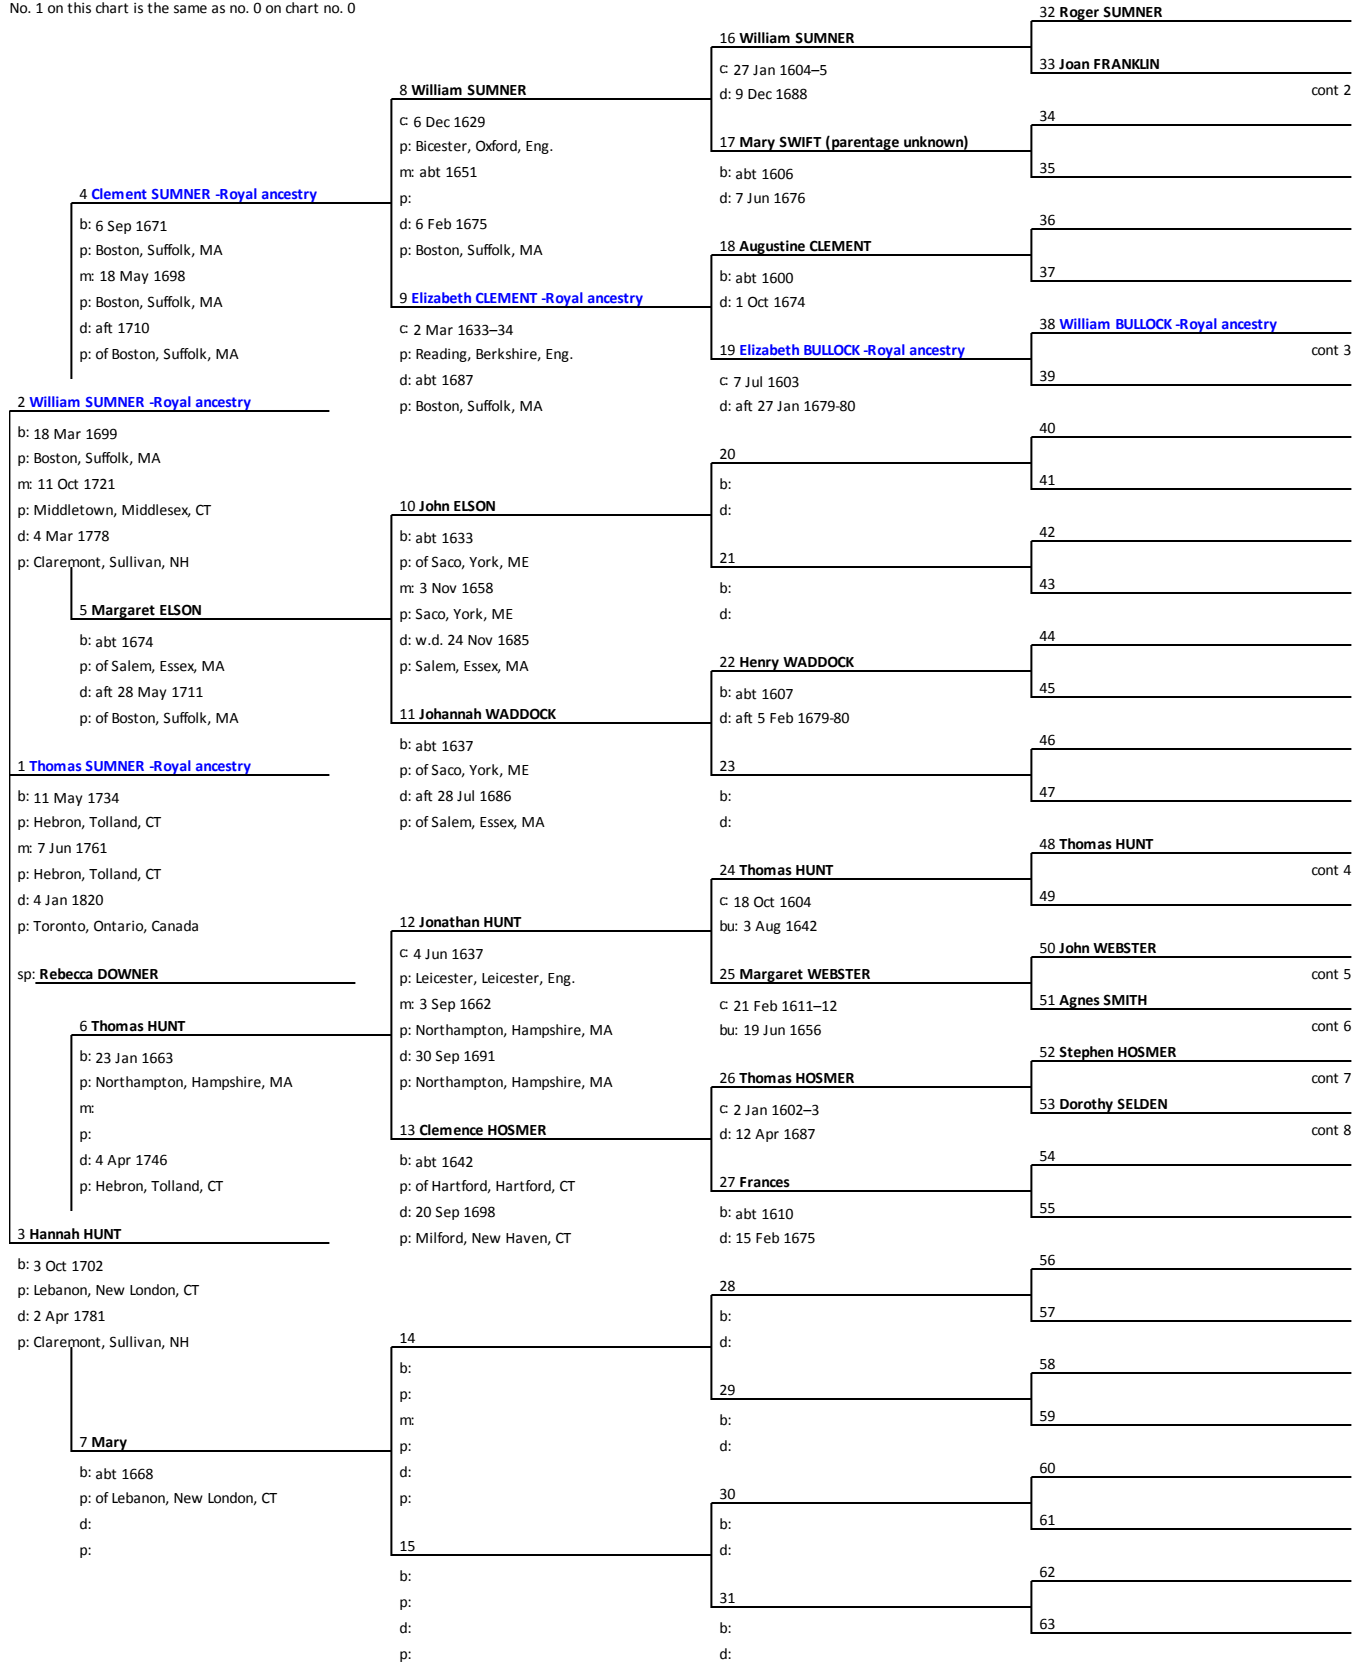 No. 1 on this chart is the same as no. 0 on chart no. 0
4 Clement SUMNER -Royal ancestry
b: 6 Sep 1671
p: Boston, Suffolk, MA
m: 18 May 1698
p: Boston, Suffolk, MA
d: aft 1710
p: of Boston, Suffolk, MA
2 William SUMNER -Royal ancestry
b: 18 Mar 1699
p: Boston, Suffolk, MA
m: 11 Oct 1721
p: Middletown, Middlesex, CT
d: 4 Mar 1778
p: Claremont, Sullivan, NH
5 Margaret ELSON
b: abt 1674
p: of Salem, Essex, MA
d: aft 28 May 1711
p: of Boston, Suffolk, MA
1 Thomas SUMNER -Royal ancestry
b: 11 May 1734
p: Hebron, Tolland, CT
m: 7 Jun 1761
p: Hebron, Tolland, CT
d: 4 Jan 1820
p: Toronto, Ontario, Canada
sp: Rebecca DOWNER
6 Thomas HUNT
b: 23 Jan 1663
p: Northampton, Hampshire, MA
m:
p:
d: 4 Apr 1746
p: Hebron, Tolland, CT
3 Hannah HUNT
b: 3 Oct 1702
p: Lebanon, New London, CT
d: 2 Apr 1781
p: Claremont, Sullivan, NH
7 Mary
b: abt 1668
p: of Lebanon, New London, CT
d:
p:
8 William SUMNER
c: 6 Dec 1629
p: Bicester, Oxford, Eng.
m: abt 1651
p:
d: 6 Feb 1675
p: Boston, Suffolk, MA
9 Elizabeth CLEMENT -Royal ancestry
c: 2 Mar 1633–34
p: Reading, Berkshire, Eng.
d: abt 1687
p: Boston, Suffolk, MA
10 John ELSON
b: abt 1633
p: of Saco, York, ME
m: 3 Nov 1658
p: Saco, York, ME
d: w.d. 24 Nov 1685
p: Salem, Essex, MA
11 Johannah WADDOCK
b: abt 1637
p: of Saco, York, ME
d: aft 28 Jul 1686
p: of Salem, Essex, MA
12 Jonathan HUNT
c: 4 Jun 1637
p: Leicester, Leicester, Eng.
m: 3 Sep 1662
p: Northampton, Hampshire, MA
d: 30 Sep 1691
p: Northampton, Hampshire, MA
13 Clemence HOSMER
b: abt 1642
p: of Hartford, Hartford, CT
d: 20 Sep 1698
p: Milford, New Haven, CT
14
b:
p:
m:
p:
d:
p:
15
b:
p:
d:
p:
16 William SUMNER
c: 27 Jan 1604–5
d: 9 Dec 1688
17 Mary SWIFT (parentage unknown)
b: abt 1606
d: 7 Jun 1676
18 Augustine CLEMENT
b: abt 1600
d: 1 Oct 1674
19 Elizabeth BULLOCK -Royal ancestry
c: 7 Jul 1603
d: aft 27 Jan 1679-80
20
b:
d:
21
b:
d:
22 Henry WADDOCK
b: abt 1607
d: aft 5 Feb 1679-80
23
b:
d:
24 Thomas HUNT
c: 18 Oct 1604
bu: 3 Aug 1642
25 Margaret WEBSTER
c: 21 Feb 1611–12
bu: 19 Jun 1656
26 Thomas HOSMER
c: 2 Jan 1602–3
d: 12 Apr 1687
27 Frances
b: abt 1610
d: 15 Feb 1675
28
b:
d:
29
b:
d:
30
b:
d:
31
b:
d:
32 Roger SUMNER
33 Joan FRANKLIN
cont 2
34
35
36
37
38 William BULLOCK -Royal ancestry
cont 3
39
40
41
42
43
44
45
46
47
48 Thomas HUNT
cont 4
49
50 John WEBSTER
cont 5
51 Agnes SMITH
cont 6
52 Stephen HOSMER
cont 7
53 Dorothy SELDEN
cont 8
54
55
56
57
58
59
60
61
62
63